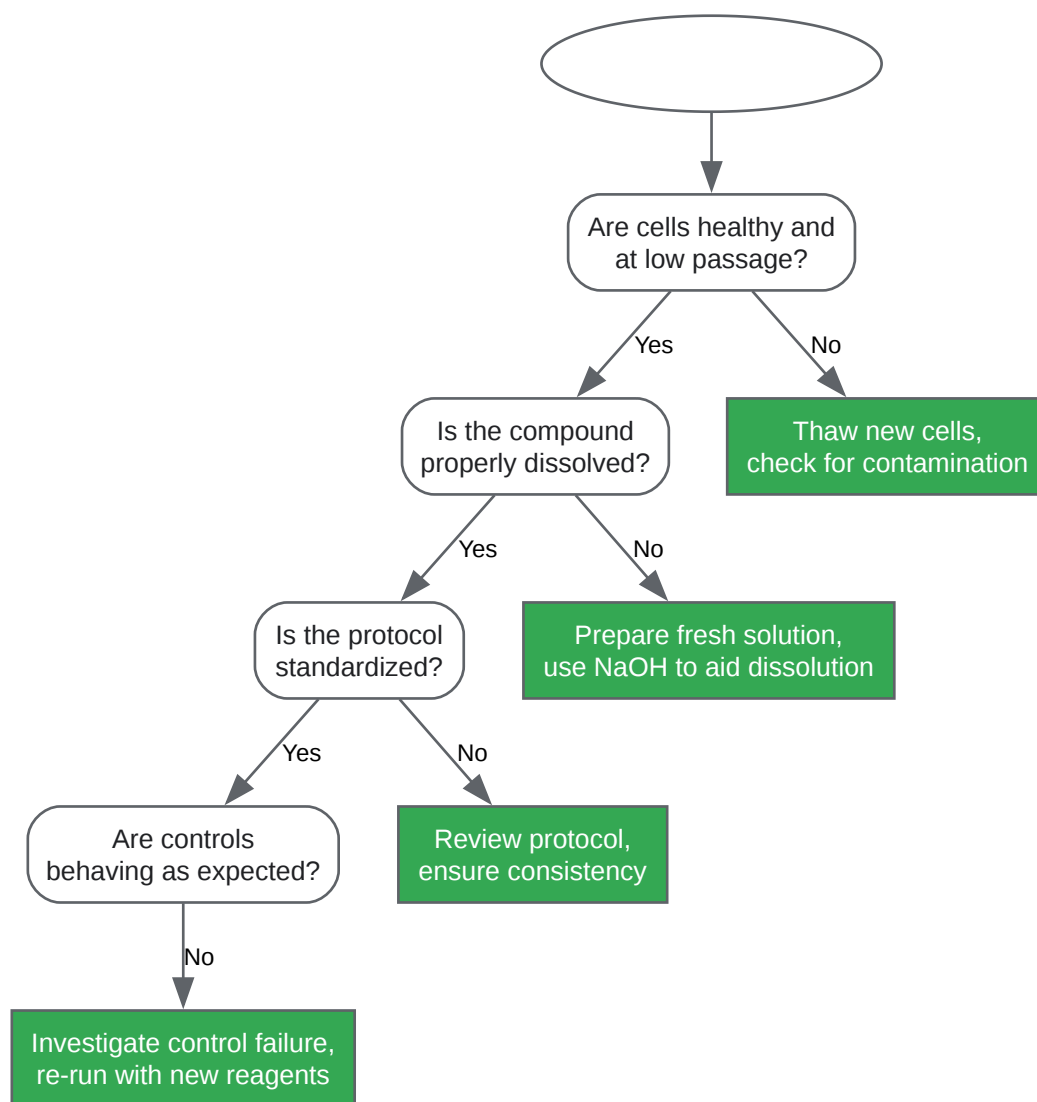 Are cells healthy and
at low passage?
Yes
No
Is the compound
properly dissolved?
Thaw new cells,
check for contamination
Yes
No
Is the protocol
standardized?
Prepare fresh solution,
use NaOH to aid dissolution
Yes
No
Are controls
behaving as expected?
Review protocol,
ensure consistency
No
Investigate control failure,
re-run with new reagents